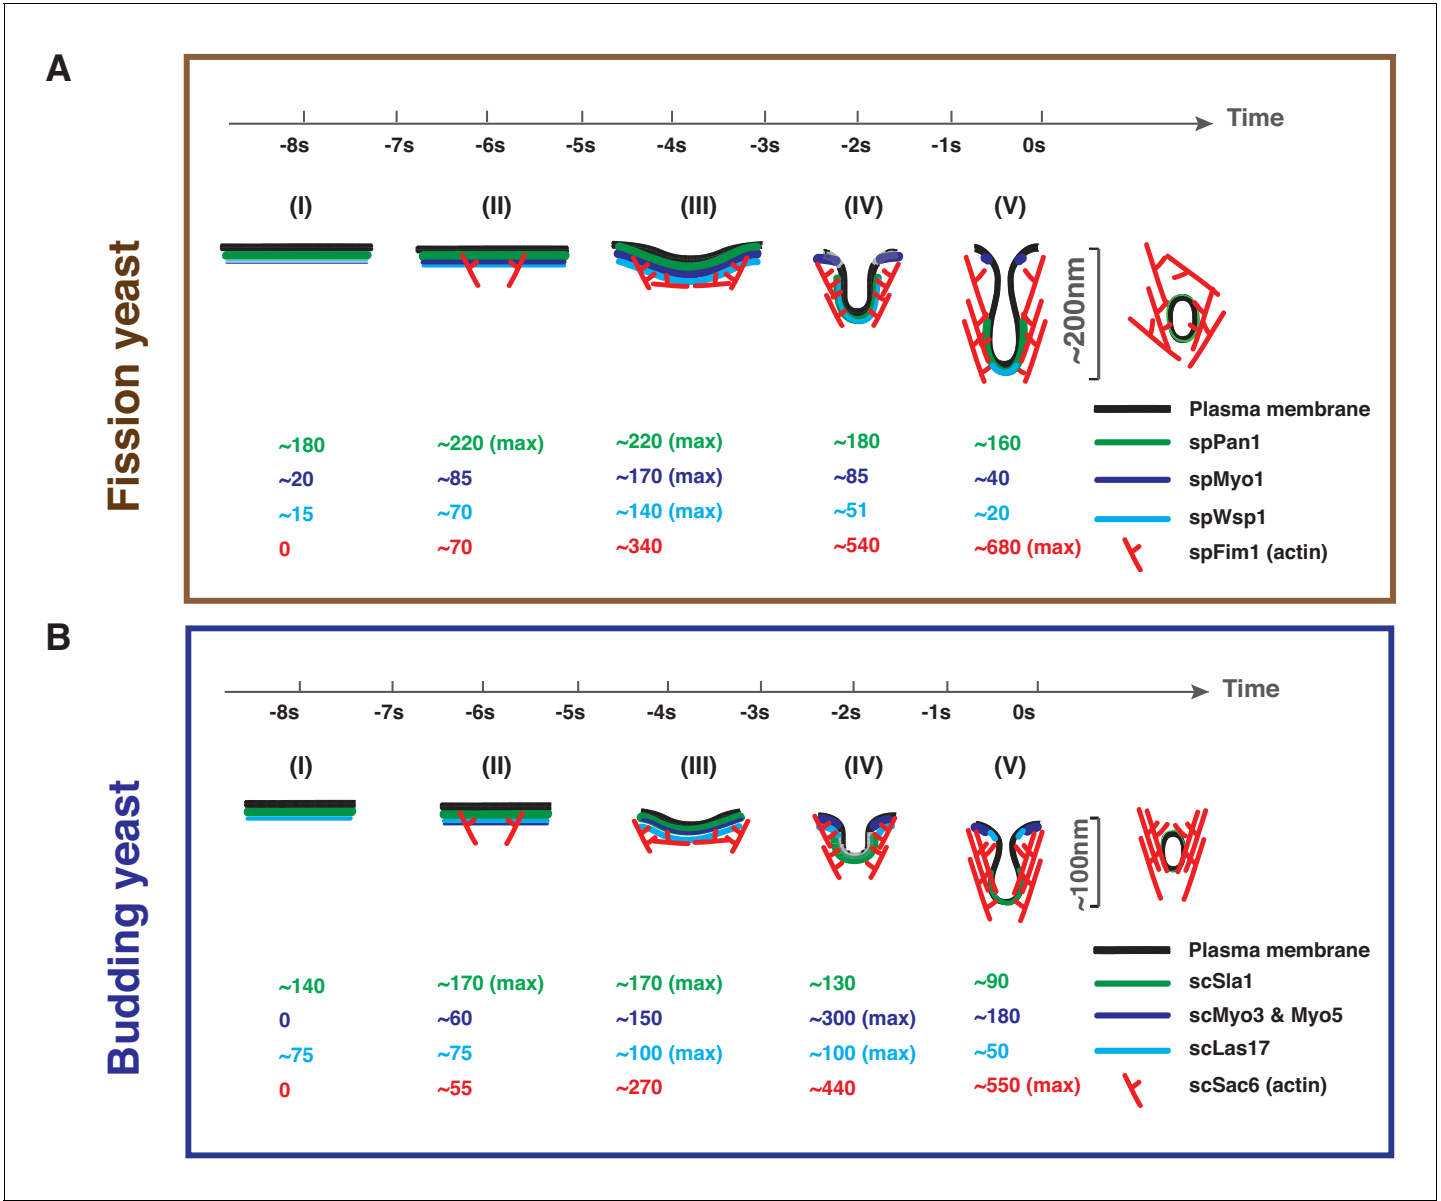 A
Time
-8s -7s -6s -5s -4s -3s -2s -1s 0s
(I) (II) (III) (IV) (V)
Fission yeast
~200nm
Plasma membrane
~180 ~220 (max) ~220 (max) ~180 ~160 spPan1
~20 ~85 ~170 (max) ~85 ~40 spMyo1
~15 ~70 ~140 (max) ~51 ~20 spWsp1
0 ~70 ~340 ~540 ~680 (max) spFim1 (actin)
B
Time
-8s -7s -6s -5s -4s -3s -2s -1s 0s
(I) (II) (III) (IV) (V)
Budding yeast
~100nm
Plasma membrane
~140 ~170 (max) ~170 (max) ~130 ~90 scSla1
0 ~60 ~150 ~300 (max) ~180 scMyo3 & Myo5
~75 ~75 ~100 (max) ~100 (max) ~50 scLas17
0 ~55 ~270 ~440 ~550 (max) scSac6 (actin)